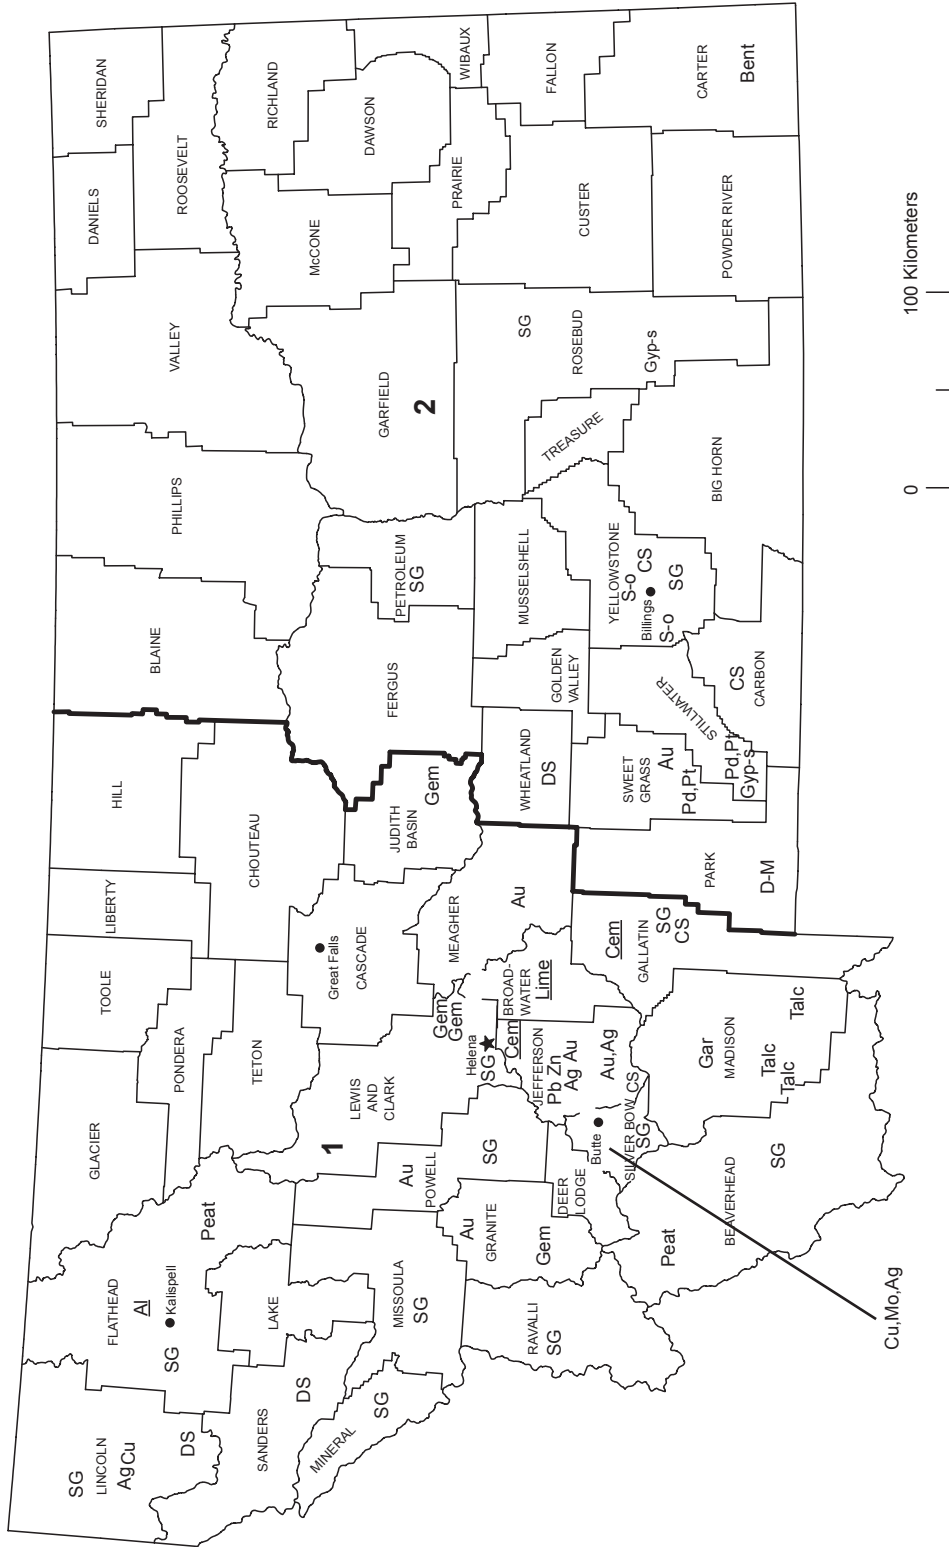 SHERIDAN
DANIELS
ROOSEVELT
VALLEY
PHILLIPS
BLAINE
HILL
LIBERTY
TOOLE
GLACIER
FLATHEAD
Al
Kalispell
SG
Peat
SG
LINCOLN
Ag
Cu
DS
PONDERA
TETON
CHOUTEAU
RICHLAND
McCONE
DAWSON
WIBAUX
GARFIELD
2
PETROLEUM
SG
FERGUS
JUDITH
BASIN
Gem
Great Falls
CASCADE
LEWIS
AND
CLARK
1
LAKE
SANDERS
DS
MINERAL
SG
MISSOULA
SG
POWELL
Au
SG
PRAIRIE
FALLON
CUSTER
ROSEBUD
SG
Gyp-s
TREASURE
MUSSELSHELL
GOLDEN
VALLEY
WHEATLAND
DS
MEAGHER
Au
BROAD-
WATER
Lime
Gem
Gem
Helena
SG
Cem
JEFFERSON
Pb Zn
Ag Au
Au,Ag
GRANITE
Au
Gem
DEER
LODGE
RAVALLI
SG
Butte
SILVER BOW
CS
SG
CARTER
Bent
POWDER RIVER
BIG HORN
YELLOWSTONE
S-o
CS
Billings
S-o
SG
STILLWATER
CARBON
CS
SWEET
GRASS
Au
Pd,Pt
Pd,Pt
Gyp-s
PARK
D-M
GALLATIN
Cem
SG
CS
MADISON
Gar
Talc
Talc
Talc
BEAVERHEAD
SG
Peat
Cu,Mo,Ag
0
100 Kilometers